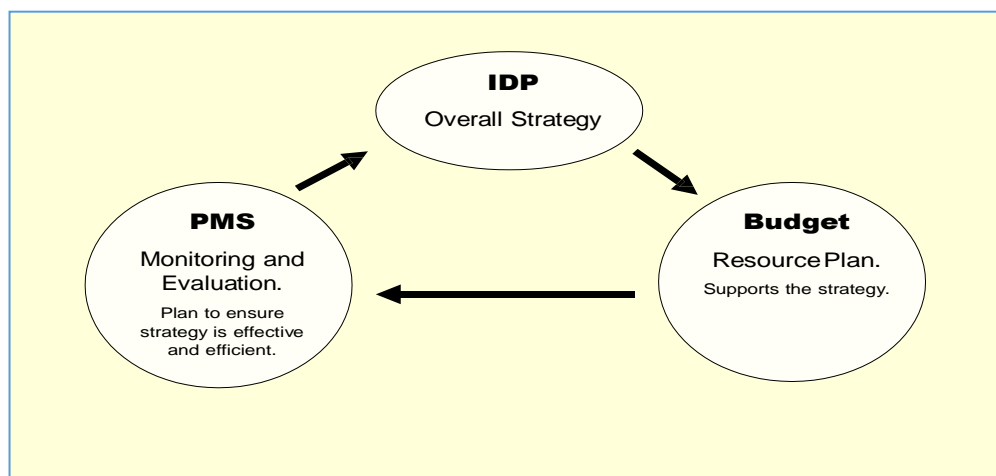 IDP
Overall Strategy
PMS
Monitoring and
Evaluation.
Plan to ensure
strategy is effective
and efficient.
Budget
Resource Plan.
Supports the strategy.